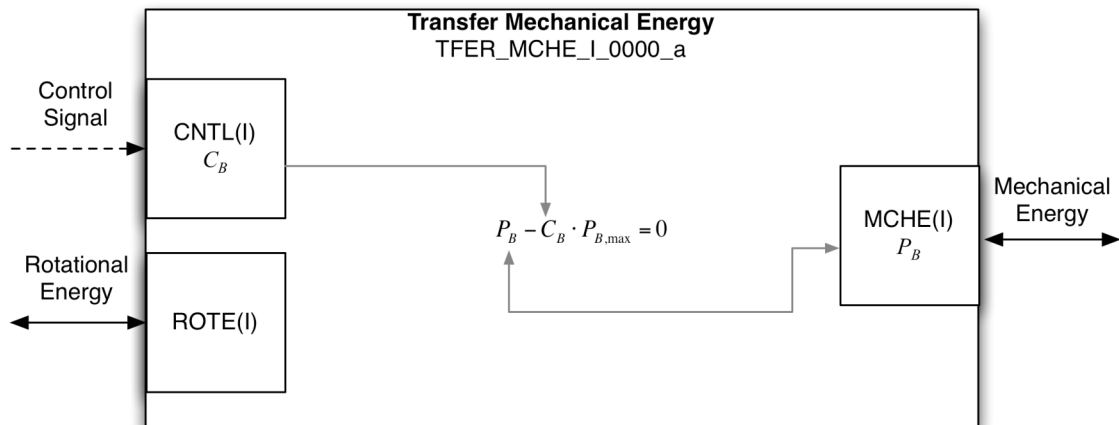 Transfer Mechanical Energy
TFER_MCHE_I_0000_a
Control
Signal
CNTL(I)
C_B
P_B − C_B · P_B,max = 0
MCHE(I)
P_B
Mechanical
Energy
Rotational
Energy
ROTE(I)